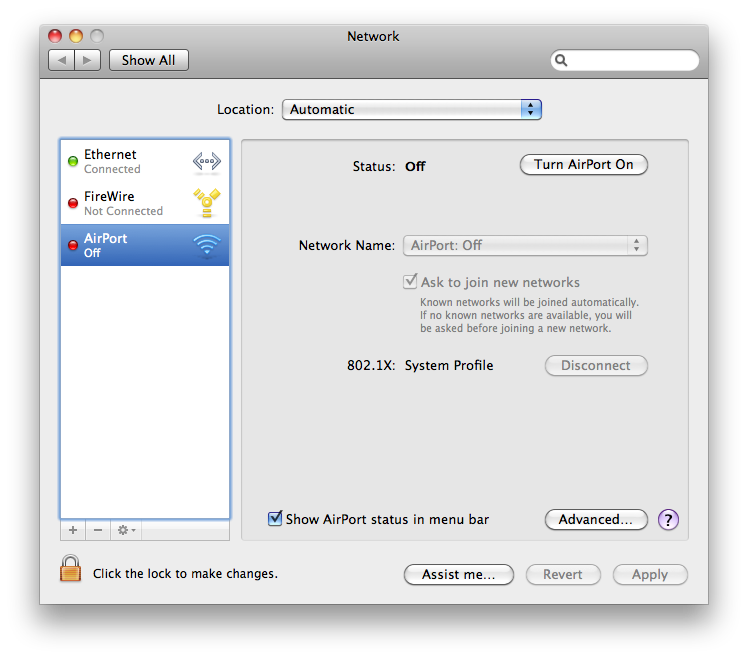 Network
Show All
Location: Automatic
Ethernet
Connected
FireWire
Not Connected
AirPort
Off
Status: Off Turn AirPort On
Network Name: AirPort: Off
Ask to join new networks
Known networks will be joined automatically.
If no known networks are available, you will
be asked before joining a new network.
802.1X: System Profile Disconnect
Show AirPort status in menu bar Advanced... ?
Click the lock to make changes. Assist me... Revert Apply